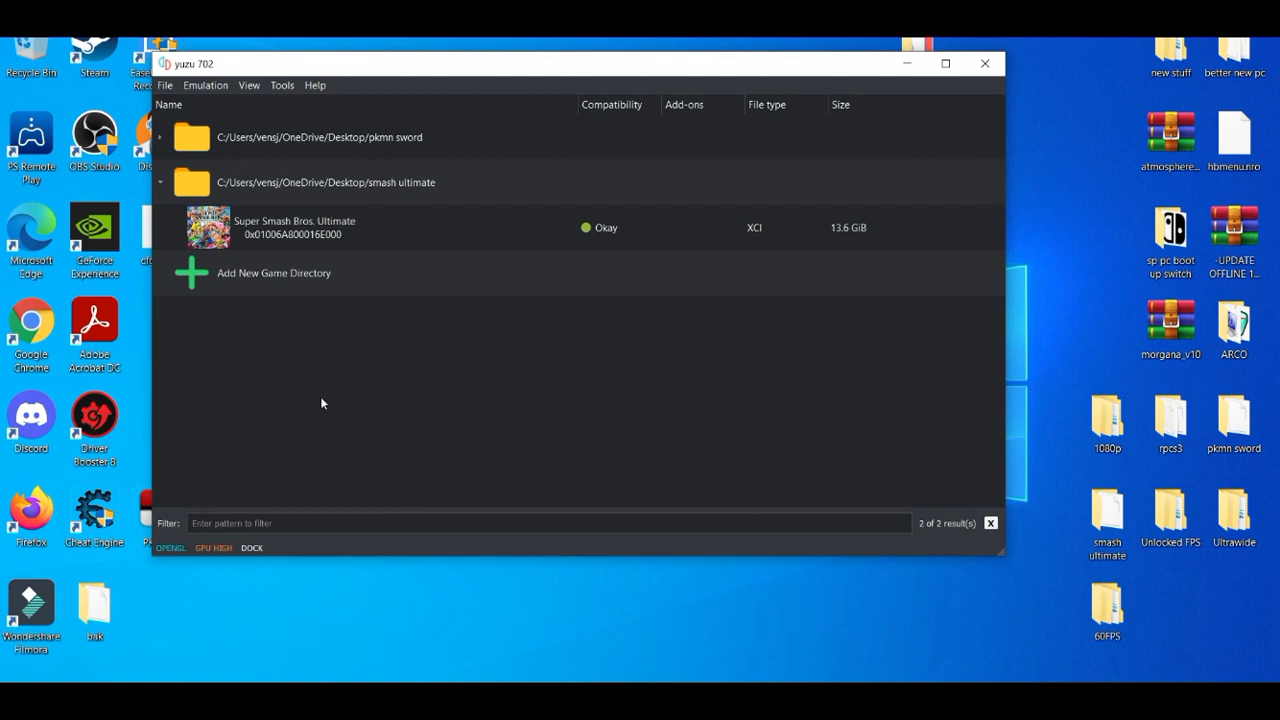 yuzu 702
File Emulation View Tools Help
Name Compatibility Add-ons File type Size
C:/Users/vensj/OneDrive/Desktop/pkmn sword
C:/Users/vensj/OneDrive/Desktop/smash ultimate
Super Smash Bros. Ultimate
0x01006A800016E000
Okay XCI 13.6 GiB
Add New Game Directory
Filter: Enter pattern to filter 2 of 2 result(s) X
OPENGL GPU HIGH DOCK
Recycle Bin
Steam
PS Remote
Play
OBS Studio
Microsoft
Edge
GeForce
Experience
Google
Chrome
Adobe
Acrobat DC
Discord
Driver
Booster 8
Firefox
Cheat Engine
Wondershare
Filmora
bak
new stuff
better new pc
atmosphere...
hbmenu.nro
sp pc boot
up switch
-UPDATE
OFFLINE 1...
morgana_v10
ARCO
1080p
rpcs3
pkmn sword
smash
ultimate
Unlocked FPS
Ultrawide
60FPS